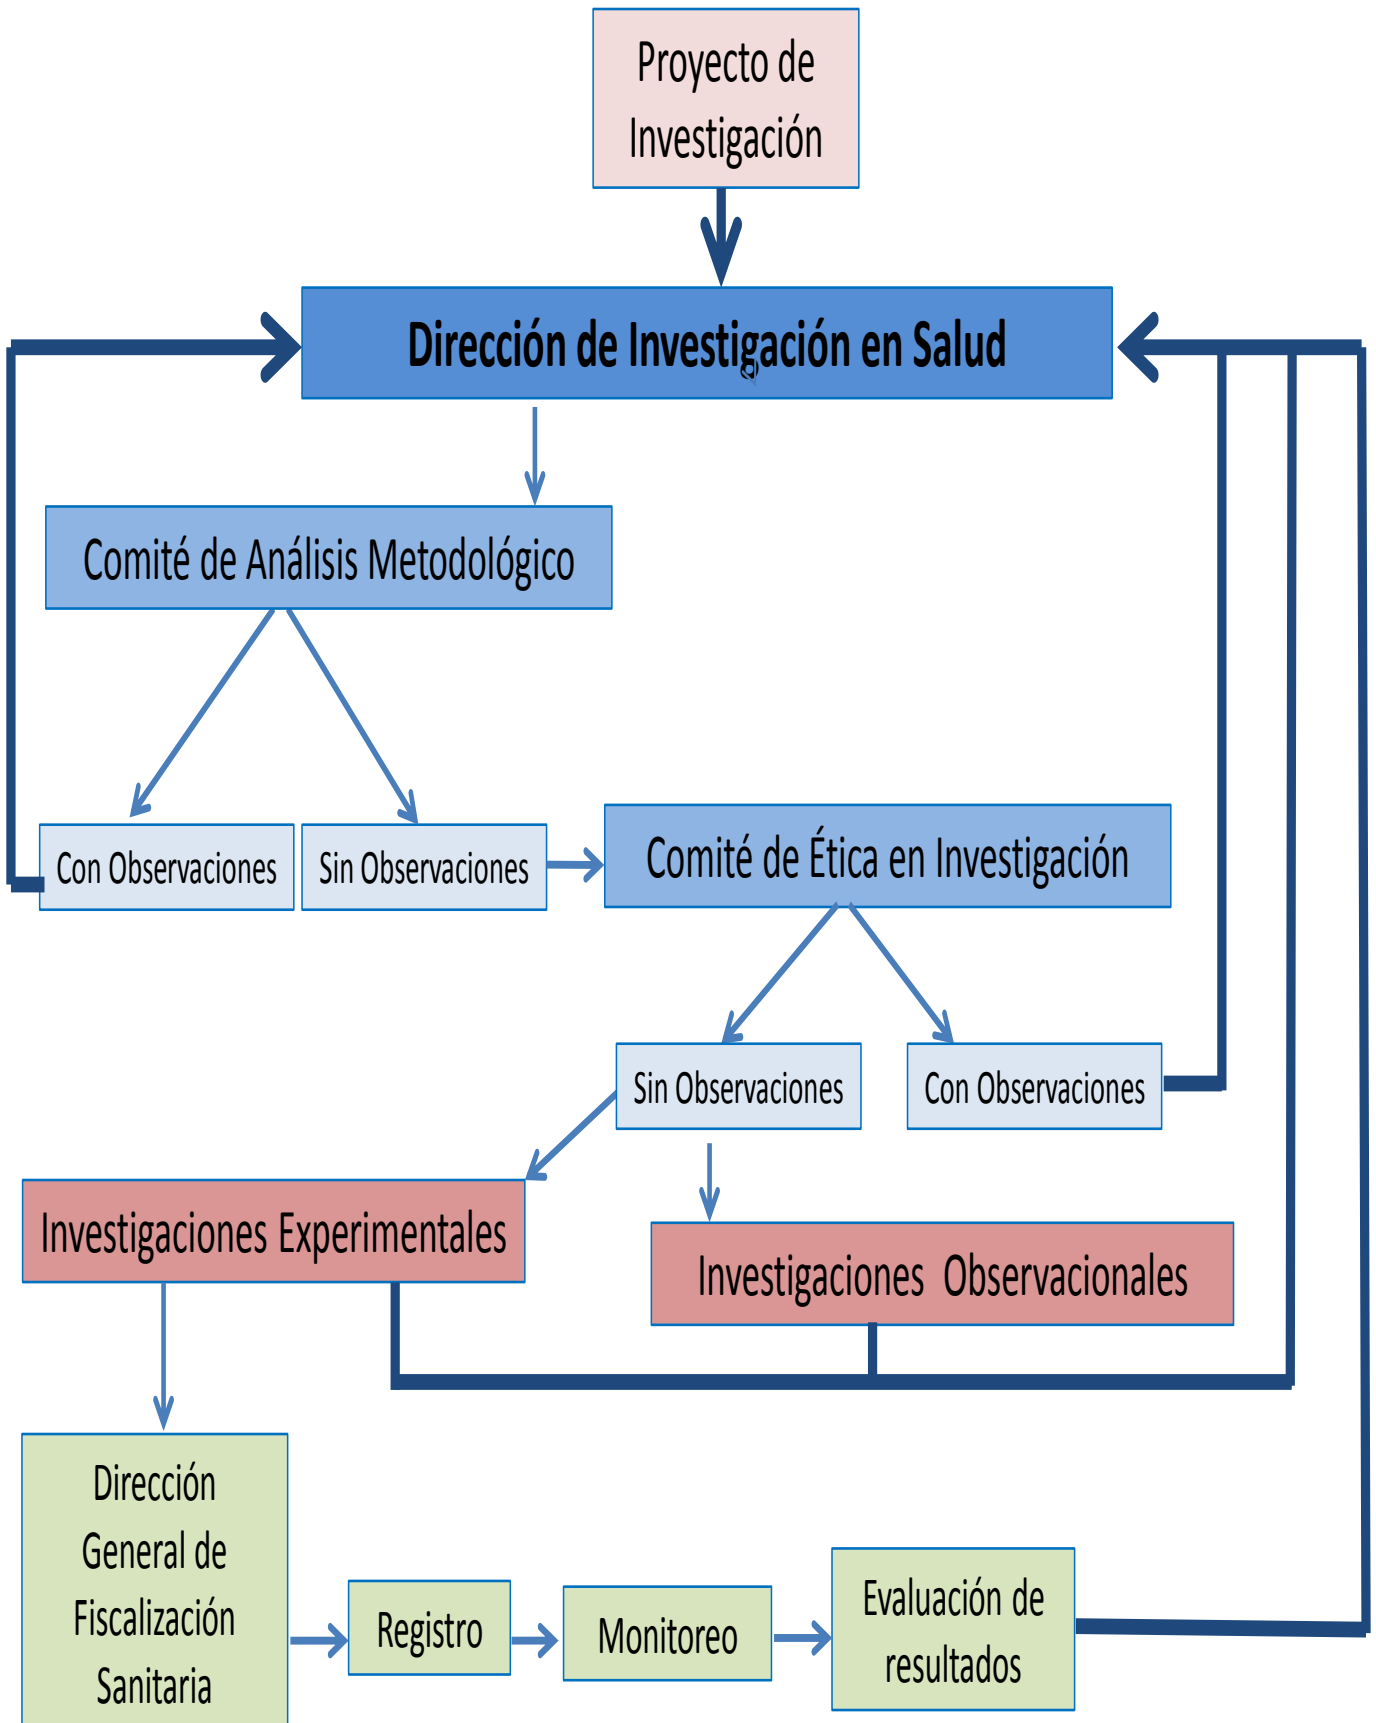 Proyecto de
Investigación
Dirección de Investigación en Salud
Comité de Análisis Metodológico
Con Observaciones
Sin Observaciones
Comité de Ética en Investigación
Sin Observaciones
Con Observaciones
Investigaciones Experimentales
Investigaciones Observacionales
Dirección
General de
Fiscalización
Sanitaria
Registro
Monitoreo
Evaluación de
resultados